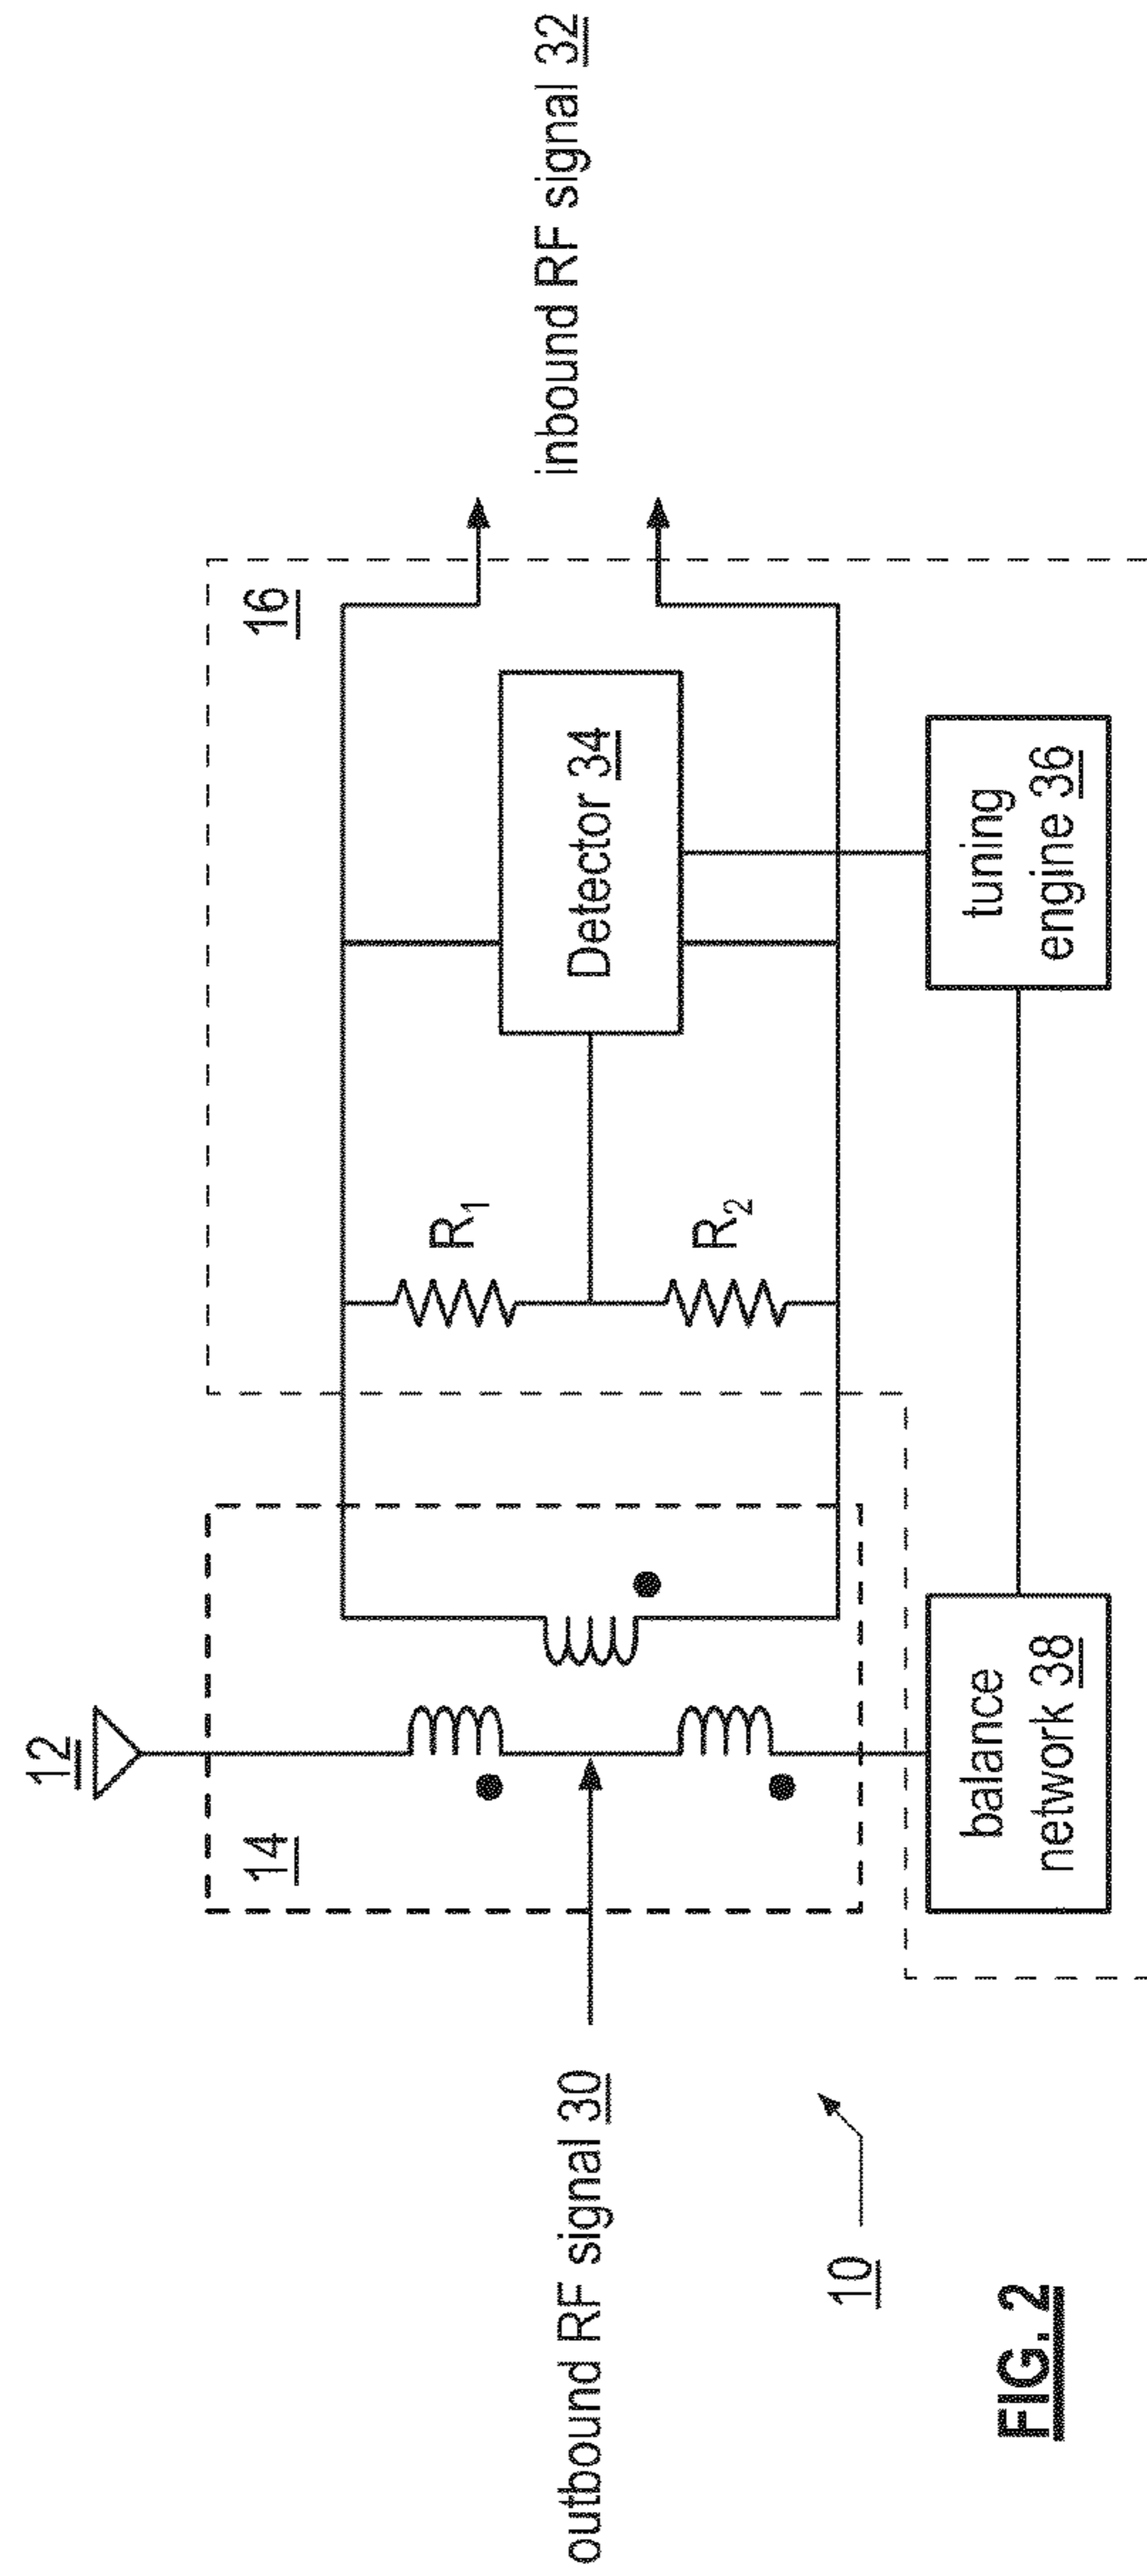 12
14
16
outbound RF signal 30
inbound RF signal 32
R1
R2
Detector 34
balance
network 38
tuning
engine 36
10
FIG. 2